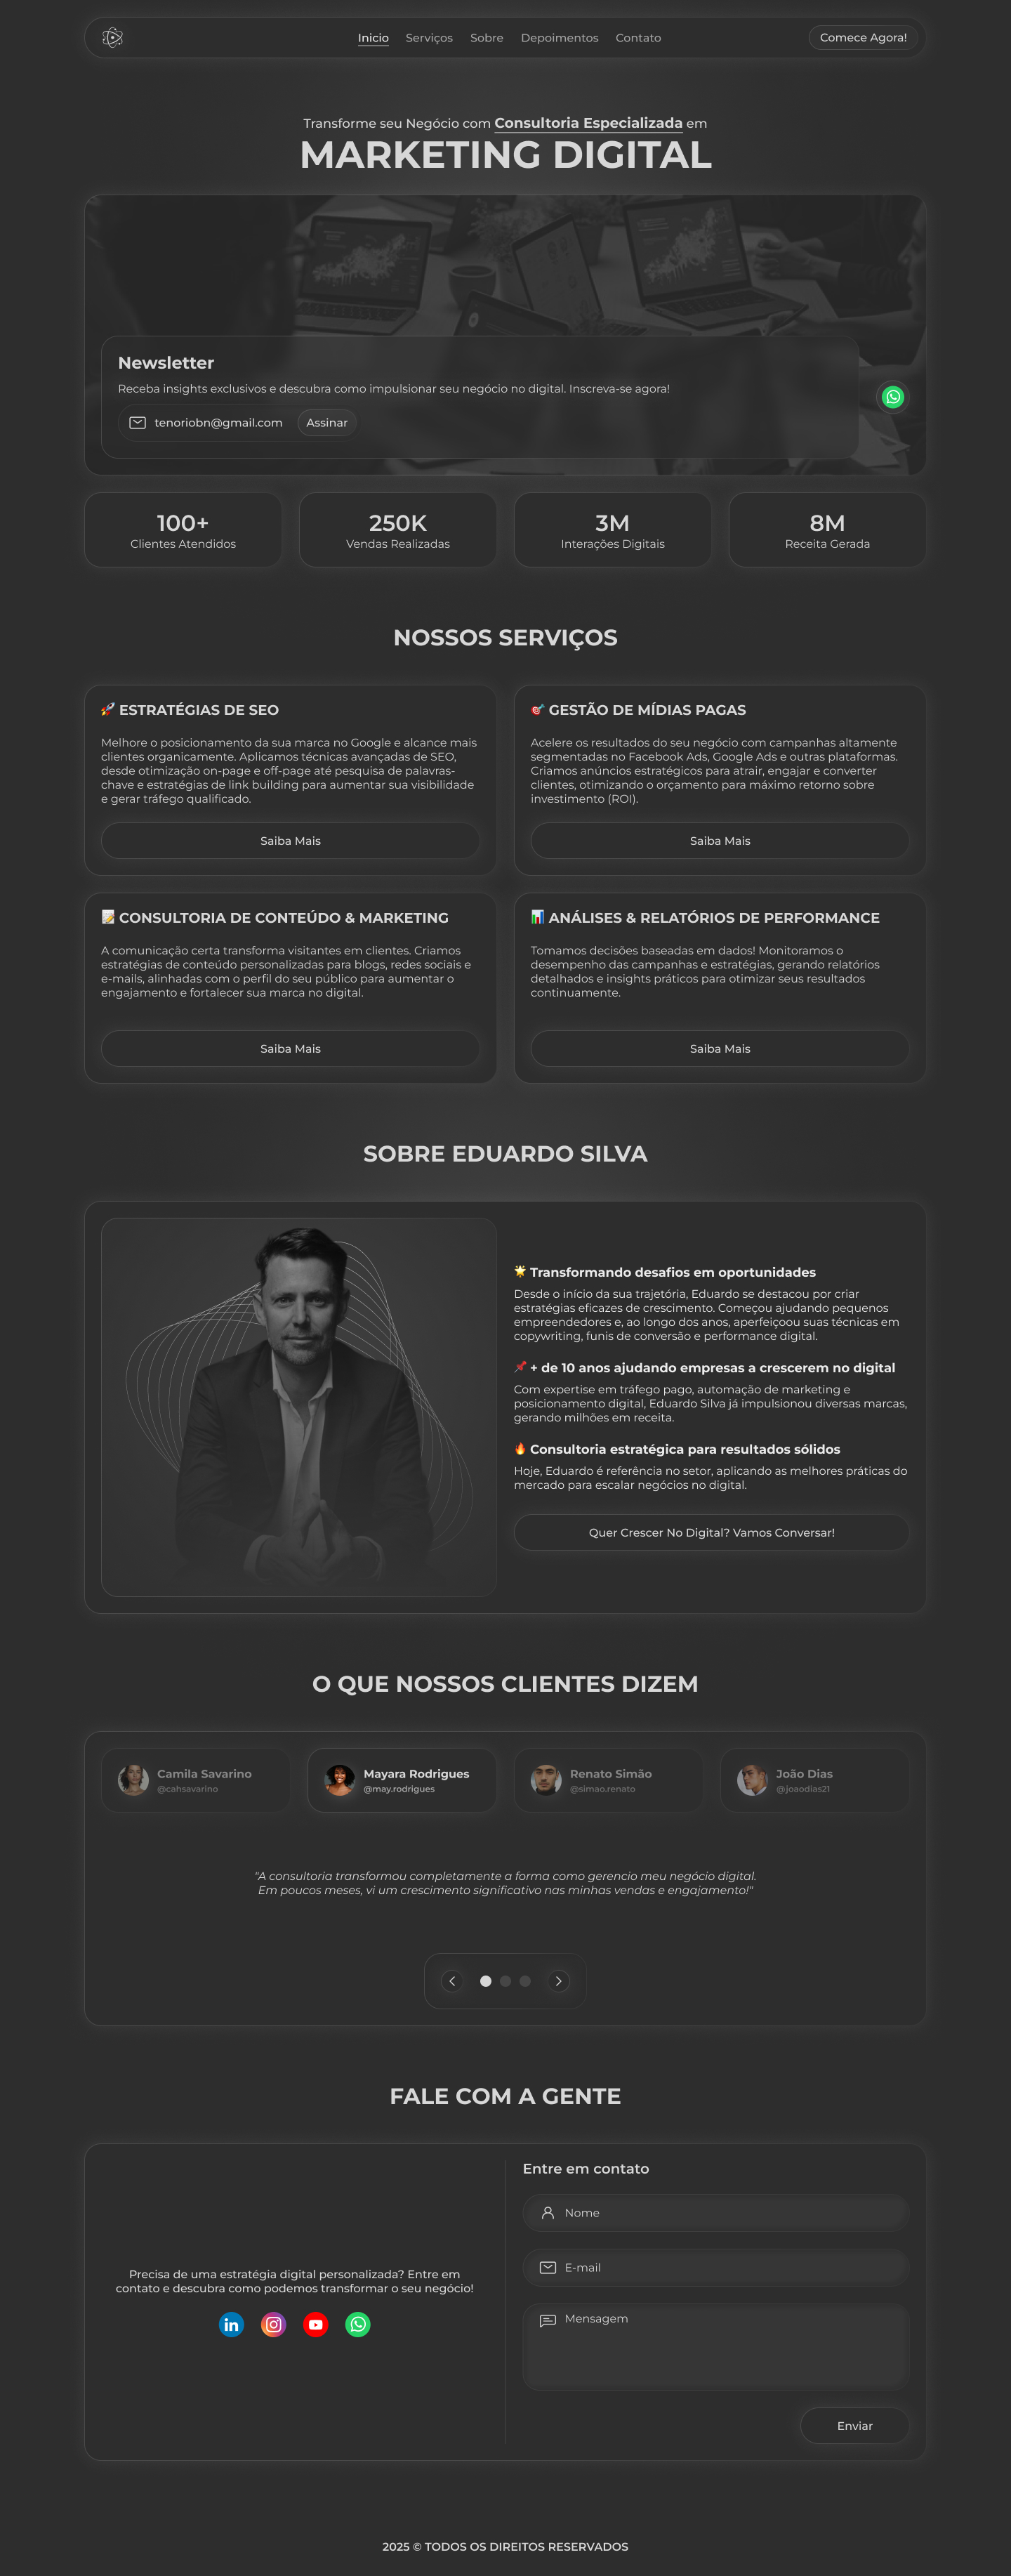 Inicio Serviços Sobre Depoimentos Contato Comece Agora!
Transforme seu Negócio com Consultoria Especializada em
MARKETING DIGITAL
Newsletter
Receba insights exclusivos e descubra como impulsionar seu negócio no digital. Inscreva-se agora!
tenoriobn@gmail.com Assinar
100+
Clientes Atendidos
250K
Vendas Realizadas
3M
Interações Digitais
8M
Receita Gerada
NOSSOS SERVIÇOS
🚀 ESTRATÉGIAS DE SEO
Melhore o posicionamento da sua marca no Google e alcance mais
clientes organicamente. Aplicamos técnicas avançadas de SEO,
desde otimização on-page e off-page até pesquisa de palavras-
chave e estratégias de link building para aumentar sua visibilidade
e gerar tráfego qualificado.
Saiba Mais
🎯 GESTÃO DE MÍDIAS PAGAS
Acelere os resultados do seu negócio com campanhas altamente
segmentadas no Facebook Ads, Google Ads e outras plataformas.
Criamos anúncios estratégicos para atrair, engajar e converter
clientes, otimizando o orçamento para máximo retorno sobre
investimento (ROI).
Saiba Mais
📝 CONSULTORIA DE CONTEÚDO & MARKETING
A comunicação certa transforma visitantes em clientes. Criamos
estratégias de conteúdo personalizadas para blogs, redes sociais e
e-mails, alinhadas com o perfil do seu público para aumentar o
engajamento e fortalecer sua marca no digital.
Saiba Mais
📊 ANÁLISES & RELATÓRIOS DE PERFORMANCE
Tomamos decisões baseadas em dados! Monitoramos o
desempenho das campanhas e estratégias, gerando relatórios
detalhados e insights práticos para otimizar seus resultados
continuamente.
Saiba Mais
SOBRE EDUARDO SILVA
🌟 Transformando desafios em oportunidades
Desde o início da sua trajetória, Eduardo se destacou por criar
estratégias eficazes de crescimento. Começou ajudando pequenos
empreendedores e, ao longo dos anos, aperfeiçoou suas técnicas em
copywriting, funis de conversão e performance digital.
📌 + de 10 anos ajudando empresas a crescerem no digital
Com expertise em tráfego pago, automação de marketing e
posicionamento digital, Eduardo Silva já impulsionou diversas marcas,
gerando milhões em receita.
🔥 Consultoria estratégica para resultados sólidos
Hoje, Eduardo é referência no setor, aplicando as melhores práticas do
mercado para escalar negócios no digital.
Quer Crescer No Digital? Vamos Conversar!
O QUE NOSSOS CLIENTES DIZEM
Camila Savarino
@cahsavarino
Mayara Rodrigues
@may.rodrigues
Renato Simão
@simao.renato
João Dias
@joaodias21
"A consultoria transformou completamente a forma como gerencio meu negócio digital.
Em poucos meses, vi um crescimento significativo nas minhas vendas e engajamento!"
FALE COM A GENTE
Precisa de uma estratégia digital personalizada? Entre em
contato e descubra como podemos transformar o seu negócio!
Entre em contato
Nome
E-mail
Mensagem
Enviar
2025 © TODOS OS DIREITOS RESERVADOS